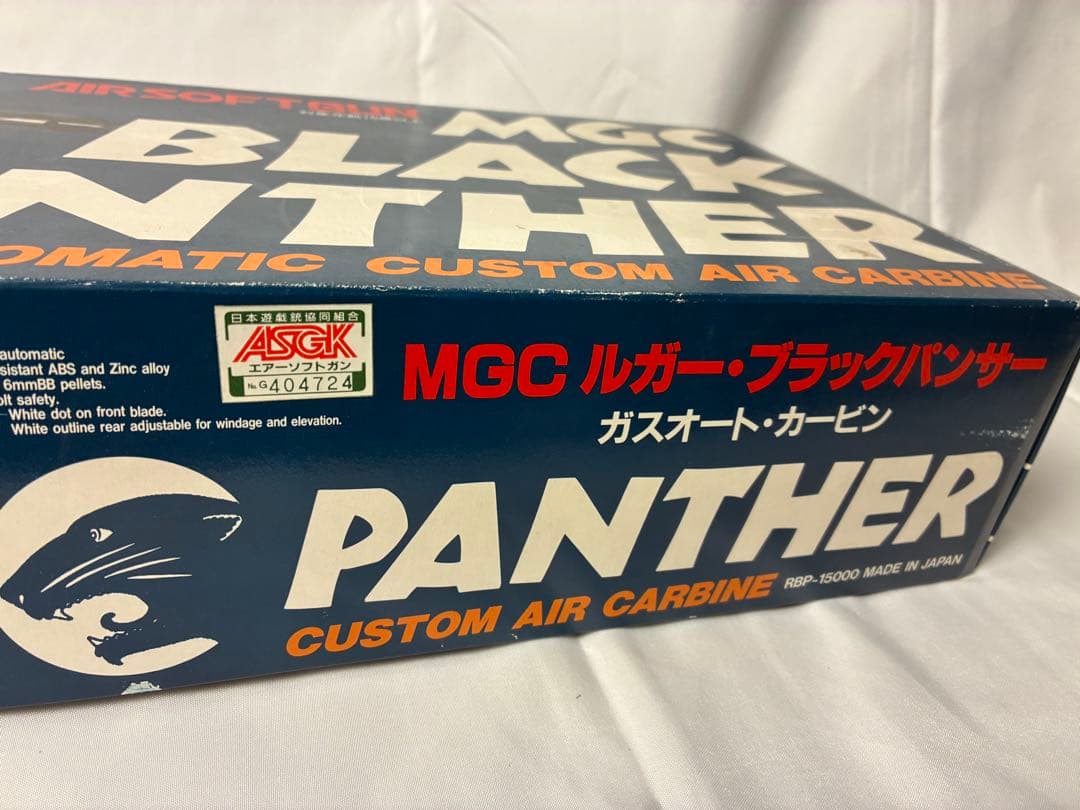 AIRSOFTGUN
MGC
BLACK
NTHER
OMATIC CUSTOM AIR CARBINE
automatic
sistant ABS and Zinc alloy
6mmBB pellets.
olt safety.
White dot on front blade.
White outline rear adjustable for windage and elevation.
日本遊戯銃協同組合
ASGK
エアーソフトガン
No.G404724
MGC ルガー・ブラックパンサー
ガスオート・カービン
PANTHER
CUSTOM AIR CARBINE RBP-15000 MADE IN JAPAN